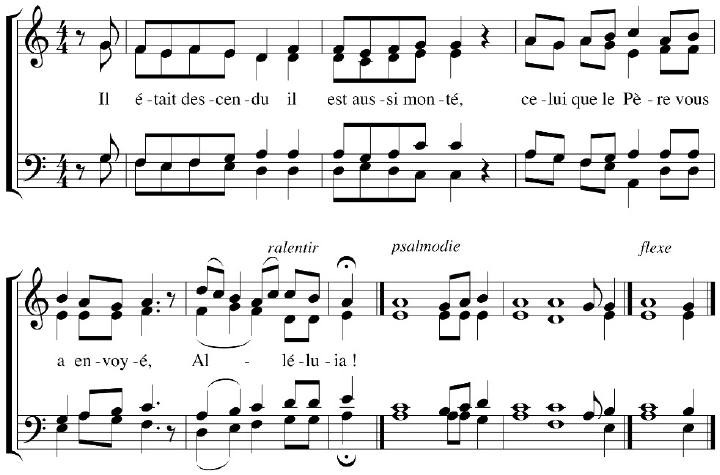 Il é-tait des-cen-du il est aus-si mon-té, ce-lui que le Pè-re vous
ralentir psalmodie flexe
a en-voy-é, Al - lé-lu-ia !